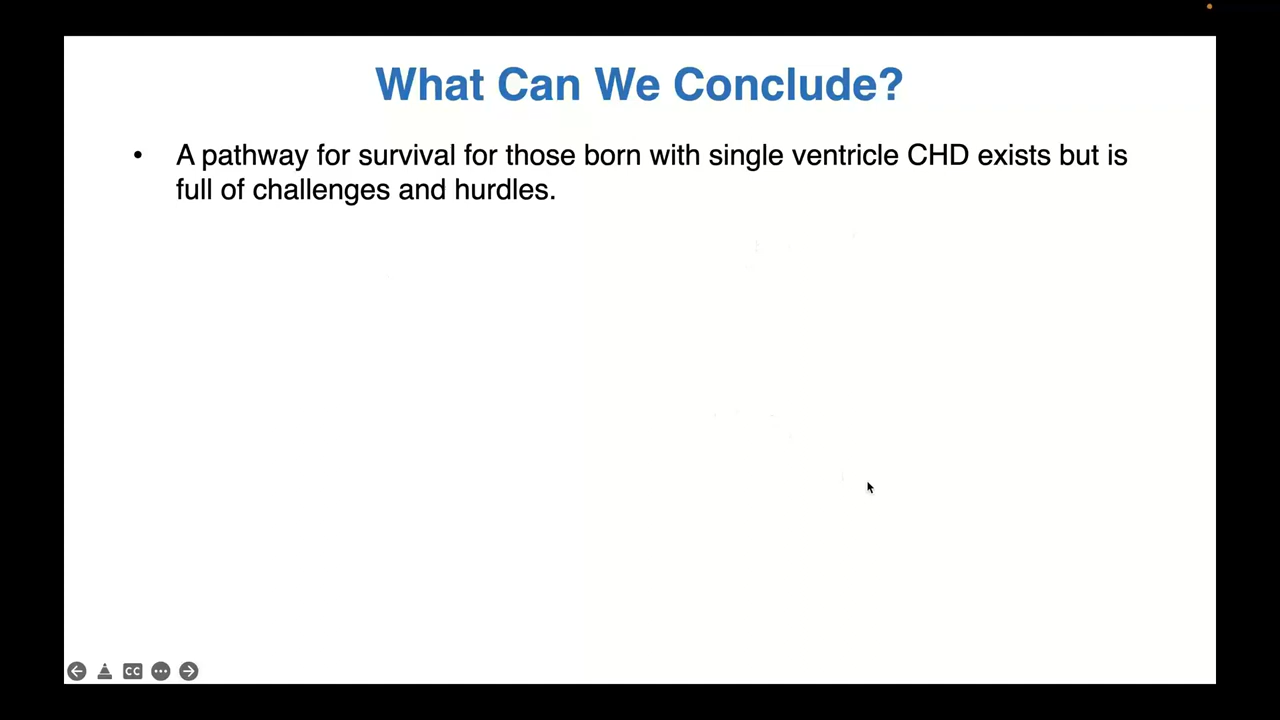 What Can We Conclude?
• A pathway for survival for those born with single ventricle CHD exists but is
full of challenges and hurdles.
CC